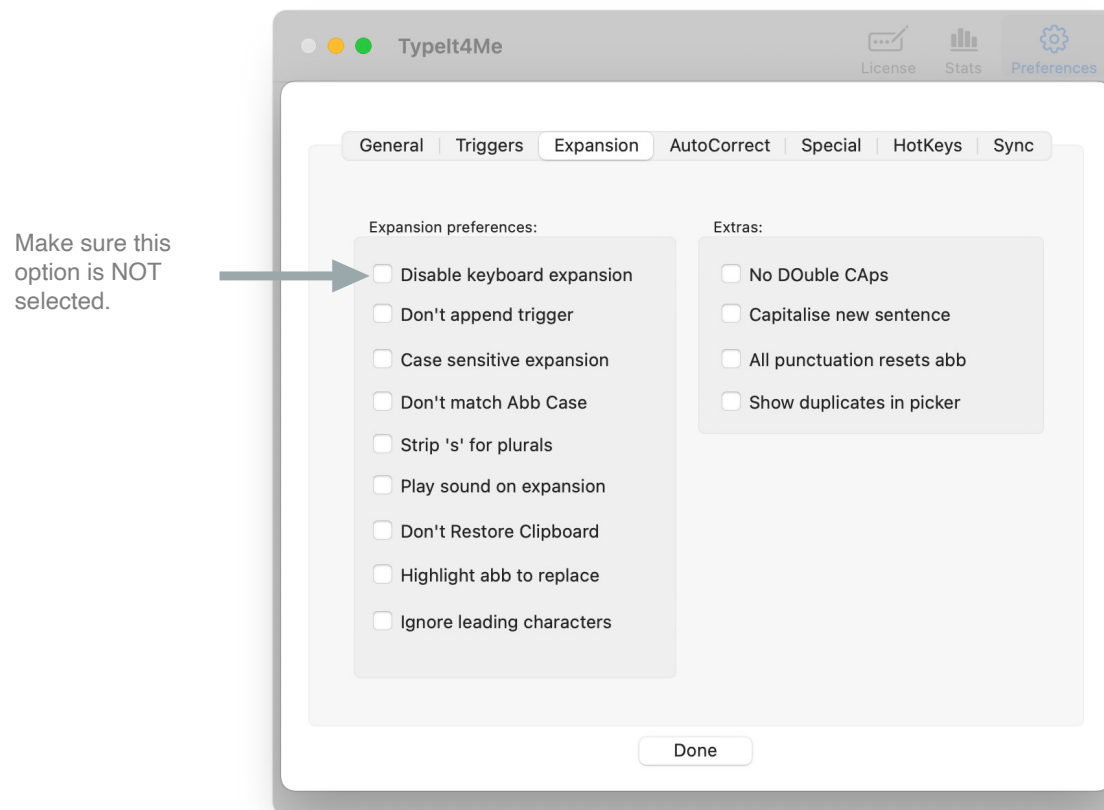 TypeIt4Me
License
Stats
Preferences
General
Triggers
Expansion
AutoCorrect
Special
HotKeys
Sync
Make sure this
option is NOT
selected.
Expansion preferences:
Disable keyboard expansion
Don't append trigger
Case sensitive expansion
Don't match Abb Case
Strip 's' for plurals
Play sound on expansion
Don't Restore Clipboard
Highlight abb to replace
Ignore leading characters
Extras:
No DOuble CAps
Capitalise new sentence
All punctuation resets abb
Show duplicates in picker
Done